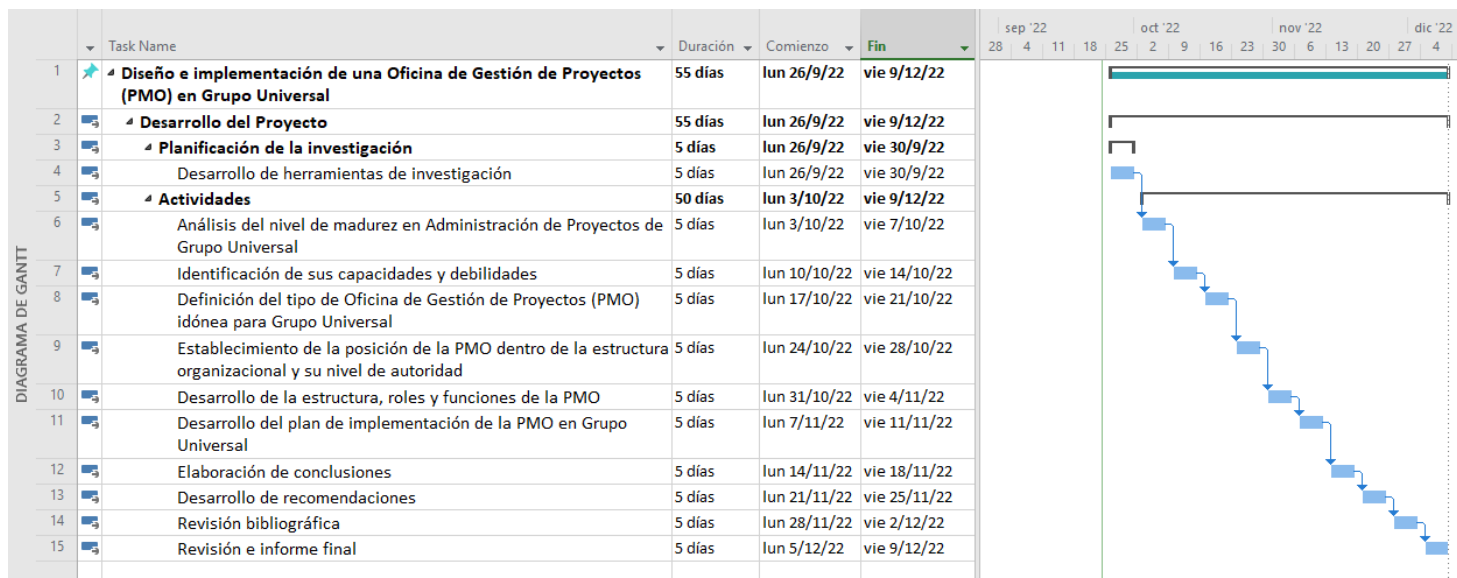 sep '22 oct '22 nov '22 dic '22
Task Name Duración Comienzo Fin 28 4 11 18 25 2 9 16 23 30 6 13 20 27 4
1 Diseño e implementación de una Oficina de Gestión de Proyectos 55 días lun 26/9/22 vie 9/12/22
(PMO) en Grupo Universal
2 Desarrollo del Proyecto 55 días lun 26/9/22 vie 9/12/22
3 Planificación de la investigación 5 días lun 26/9/22 vie 30/9/22
4 Desarrollo de herramientas de investigación 5 días lun 26/9/22 vie 30/9/22
5 Actividades 50 días lun 3/10/22 vie 9/12/22
6 Análisis del nivel de madurez en Administración de Proyectos de 5 días lun 3/10/22 vie 7/10/22
Grupo Universal
7 Identificación de sus capacidades y debilidades 5 días lun 10/10/22 vie 14/10/22
8 Definición del tipo de Oficina de Gestión de Proyectos (PMO) 5 días lun 17/10/22 vie 21/10/22
idónea para Grupo Universal
9 Establecimiento de la posición de la PMO dentro de la estructura 5 días lun 24/10/22 vie 28/10/22
organizacional y su nivel de autoridad
10 Desarrollo de la estructura, roles y funciones de la PMO 5 días lun 31/10/22 vie 4/11/22
11 Desarrollo del plan de implementación de la PMO en Grupo 5 días lun 7/11/22 vie 11/11/22
Universal
12 Elaboración de conclusiones 5 días lun 14/11/22 vie 18/11/22
13 Desarrollo de recomendaciones 5 días lun 21/11/22 vie 25/11/22
14 Revisión bibliográfica 5 días lun 28/11/22 vie 2/12/22
15 Revisión e informe final 5 días lun 5/12/22 vie 9/12/22
DIAGRAMA DE GANTT